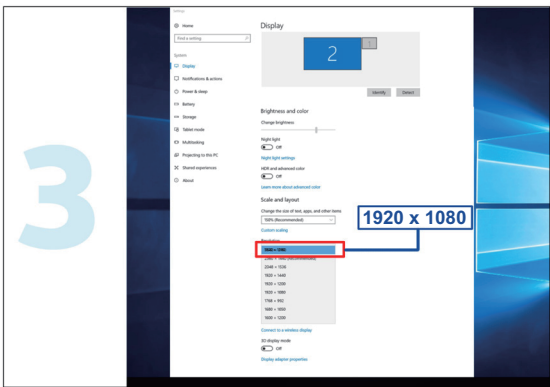 3
Settings
Home
Find a setting
System
Display
Notifications & actions
Power & sleep
Battery
Storage
Tablet mode
Multitasking
Projecting to this PC
Shared experiences
About
Display
2
1
Identify
Detect
Brightness and color
Change brightness
Night light
Off
Night light settings
HDR and advanced color
Off
Learn more about advanced color
Scale and layout
Change the size of text, apps, and other items
100% (Recommended)
Custom scaling
Resolution
2048 × 1536
1920 × 1440
1920 × 1200
1920 × 1080
1680 × 1050
1600 × 1200
Connect to a wireless display
3D display mode
Off
Display adapter properties
1920 x 1080